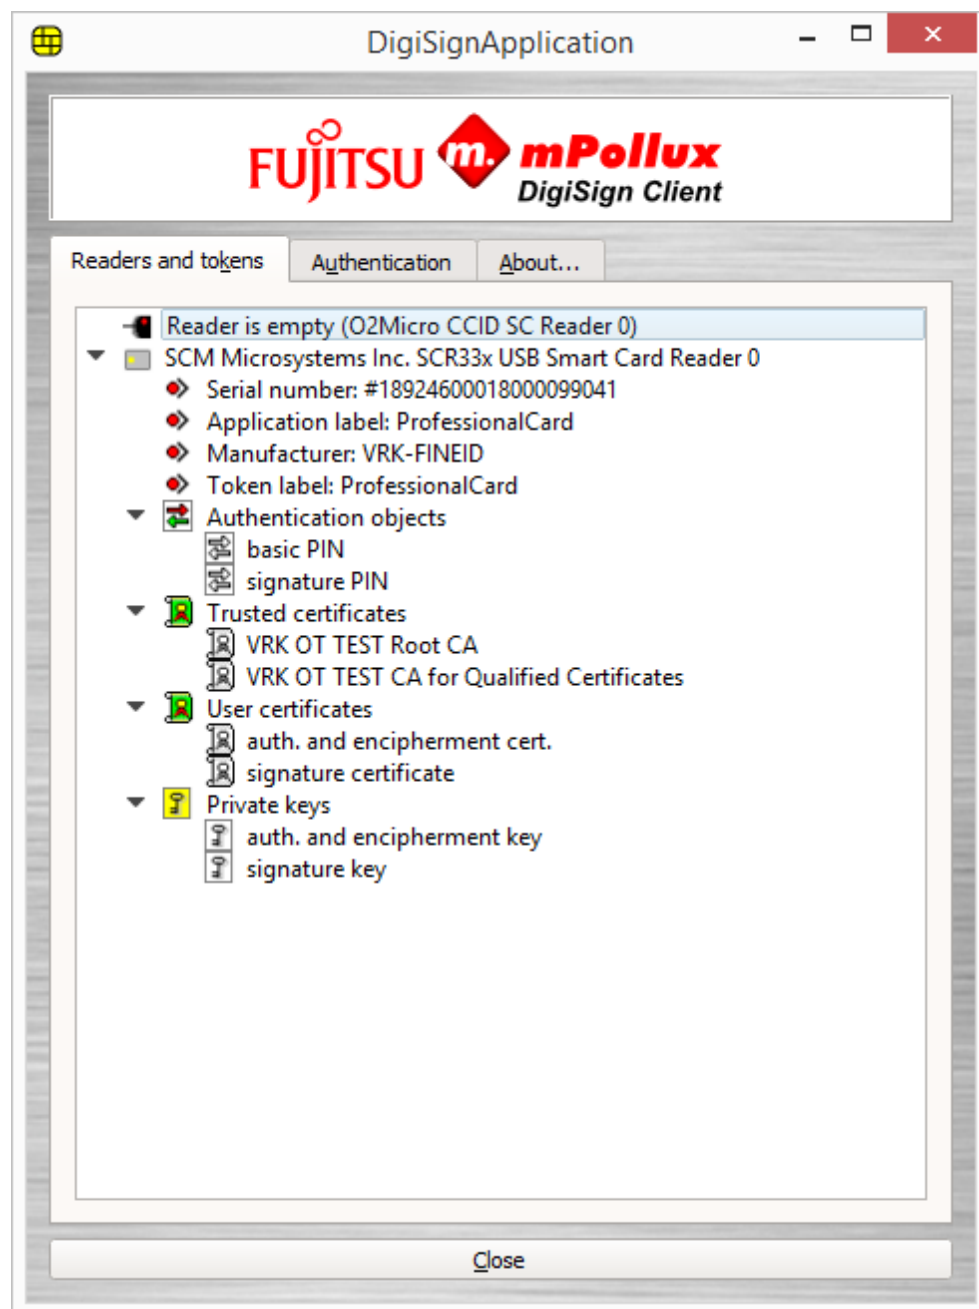 DigiSignApplication
FUJITSU m. mPollux
DigiSign Client
Readers and tokens Authentication About...
Reader is empty (O2Micro CCID SC Reader 0)
SCM Microsystems Inc. SCR33x USB Smart Card Reader 0
Serial number: #18924600018000099041
Application label: ProfessionalCard
Manufacturer: VRK-FINEID
Token label: ProfessionalCard
Authentication objects
basic PIN
signature PIN
Trusted certificates
VRK OT TEST Root CA
VRK OT TEST CA for Qualified Certificates
User certificates
auth. and encipherment cert.
signature certificate
Private keys
auth. and encipherment key
signature key
Close